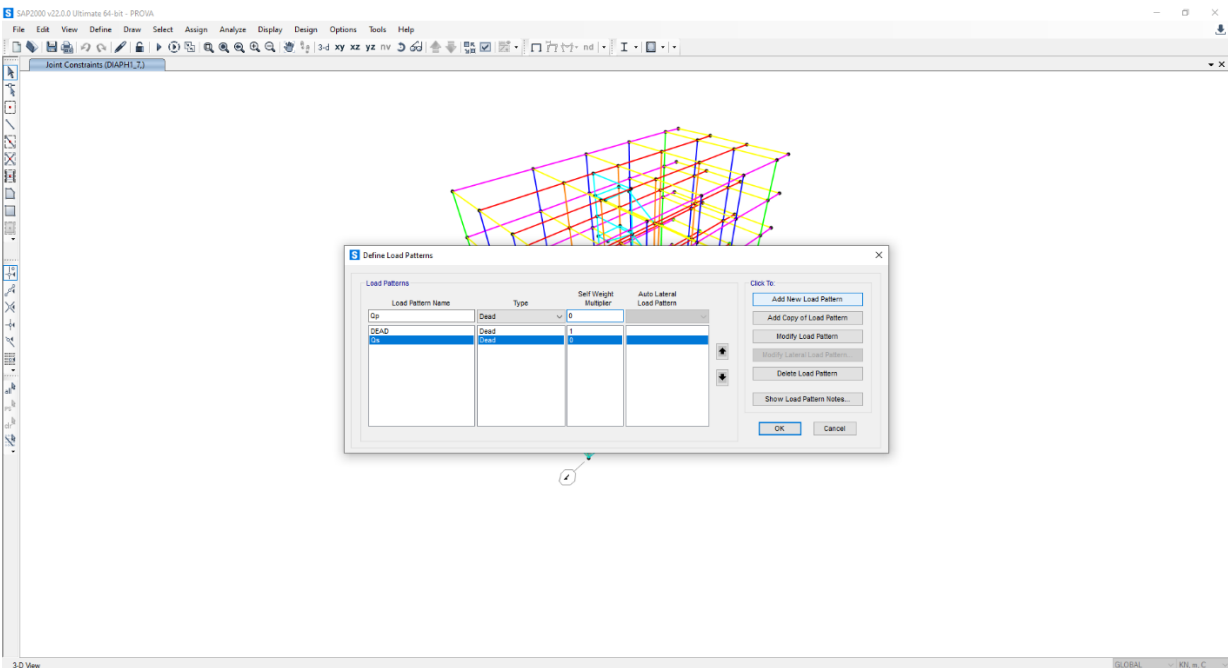 SAP2000 v22.0.0 Ultimate 64-bit - PROVA
File Edit View Define Draw Select Assign Analyze Display Design Options Tools Help
3-d xy xz yz nv nd
Joint Constraints (DIAPH1_7,)
Define Load Patterns
Load Patterns
Click To:
Load Pattern Name Type Self Weight Multiplier Auto Lateral Load Pattern
Qp Dead 0
DEAD Dead 1
Qs Dead 0
Add New Load Pattern
Add Copy of Load Pattern
Modify Load Pattern
Modify Lateral Load Pattern...
Delete Load Pattern
Show Load Pattern Notes...
OK Cancel
3-D View GLOBAL KN, m, C